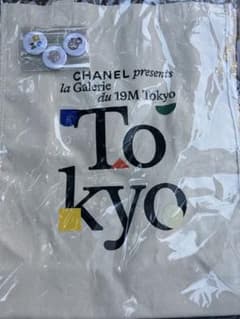 CHANEL presents
la Galerie
du 19M Tokyo
To
kyo